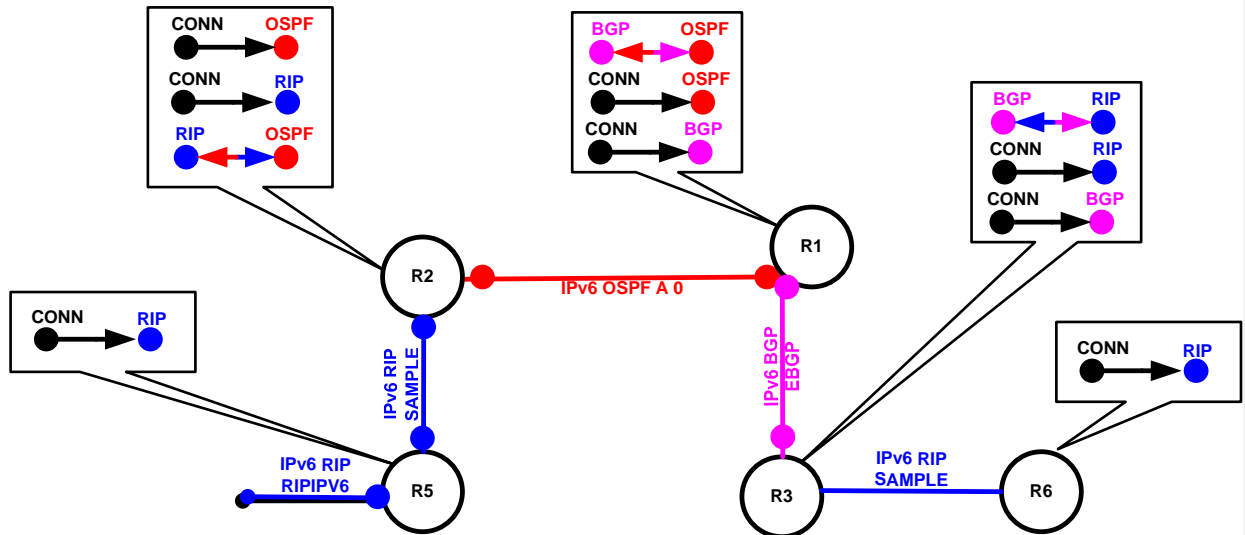 CONN OSPF
CONN RIP
RIP OSPF
BGP OSPF
CONN OSPF
CONN BGP
BGP RIP
CONN RIP
CONN BGP
R1
R2
IPv6 OSPF A 0
CONN RIP
IPv6 RIP
SAMPLE
IPv6 BGP
EBGP
CONN RIP
IPv6 RIP
RIPIPV6
R5
R3
IPv6 RIP
SAMPLE
R6